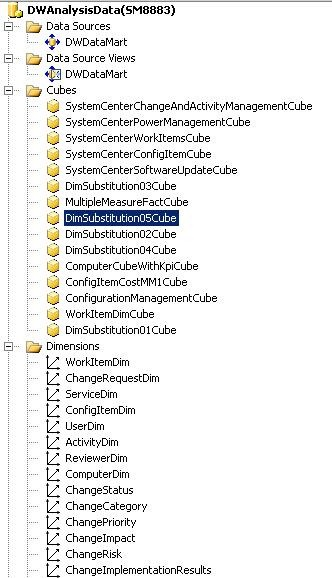 DWAnalysisData(SM8883)
Data Sources
DWDataMart
Data Source Views
DWDataMart
Cubes
SystemCenterChangeAndActivityManagementCube
SystemCenterPowerManagementCube
SystemCenterWorkItemsCube
SystemCenterConfigItemCube
SystemCenterSoftwareUpdateCube
DimSubstitution03Cube
MultipleMeasureFactCube
DimSubstitution05Cube
DimSubstitution02Cube
DimSubstitution04Cube
ComputerCubeWithKpiCube
ConfigItemCostMM1Cube
ConfigurationManagementCube
WorkItemDimCube
DimSubstitution01Cube
Dimensions
WorkItemDim
ChangeRequestDim
ServiceDim
ConfigItemDim
UserDim
ActivityDim
ReviewerDim
ComputerDim
ChangeStatus
ChangeCategory
ChangePriority
ChangeImpact
ChangeRisk
ChangeImplementationResults